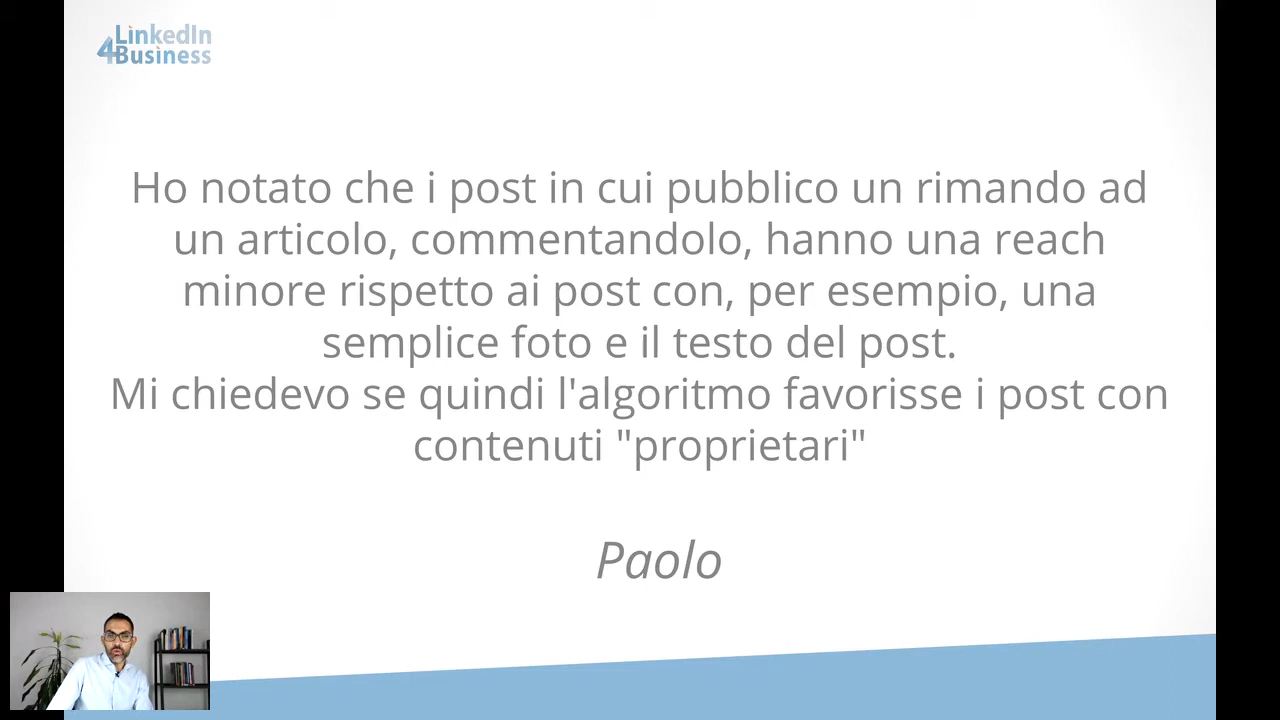 LinkedIn
4Business
Ho notato che i post in cui pubblico un rimando ad
un articolo, commentandolo, hanno una reach
minore rispetto ai post con, per esempio, una
semplice foto e il testo del post.
Mi chiedevo se quindi l'algoritmo favorisse i post con
contenuti "proprietari"
Paolo